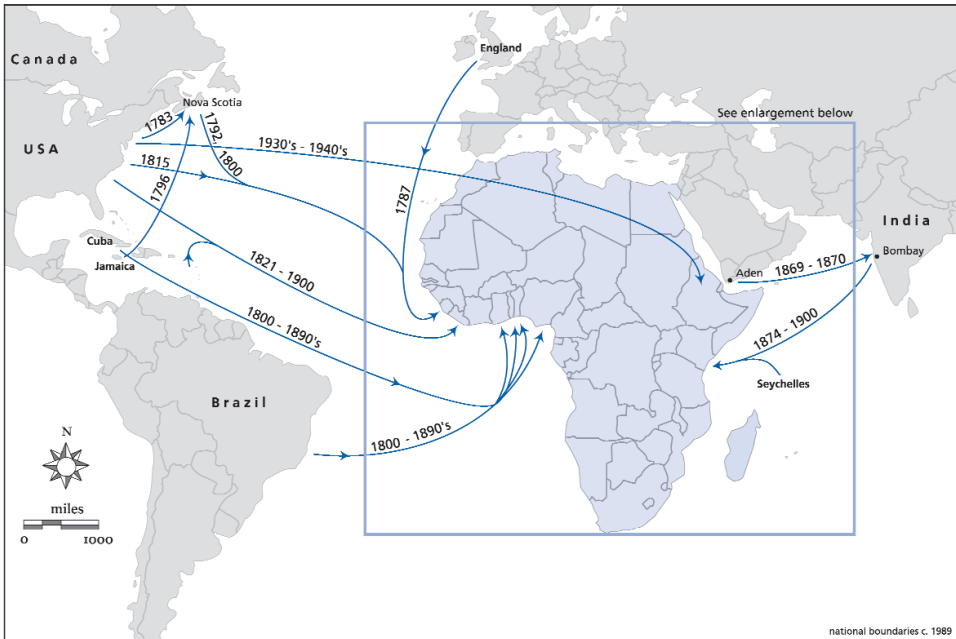 England
Canada
Nova Scotia
See enlargement below
1783
1792,
1800
1930's - 1940's
USA
1815
1796
1787
India
Cuba
Jamaica
1821 - 1900
Bombay
Aden
1869 - 1870
1800 - 1890's
1874 - 1900
Seychelles
Brazil
1800 - 1890's
N
miles
0 1000
national boundaries c. 1989